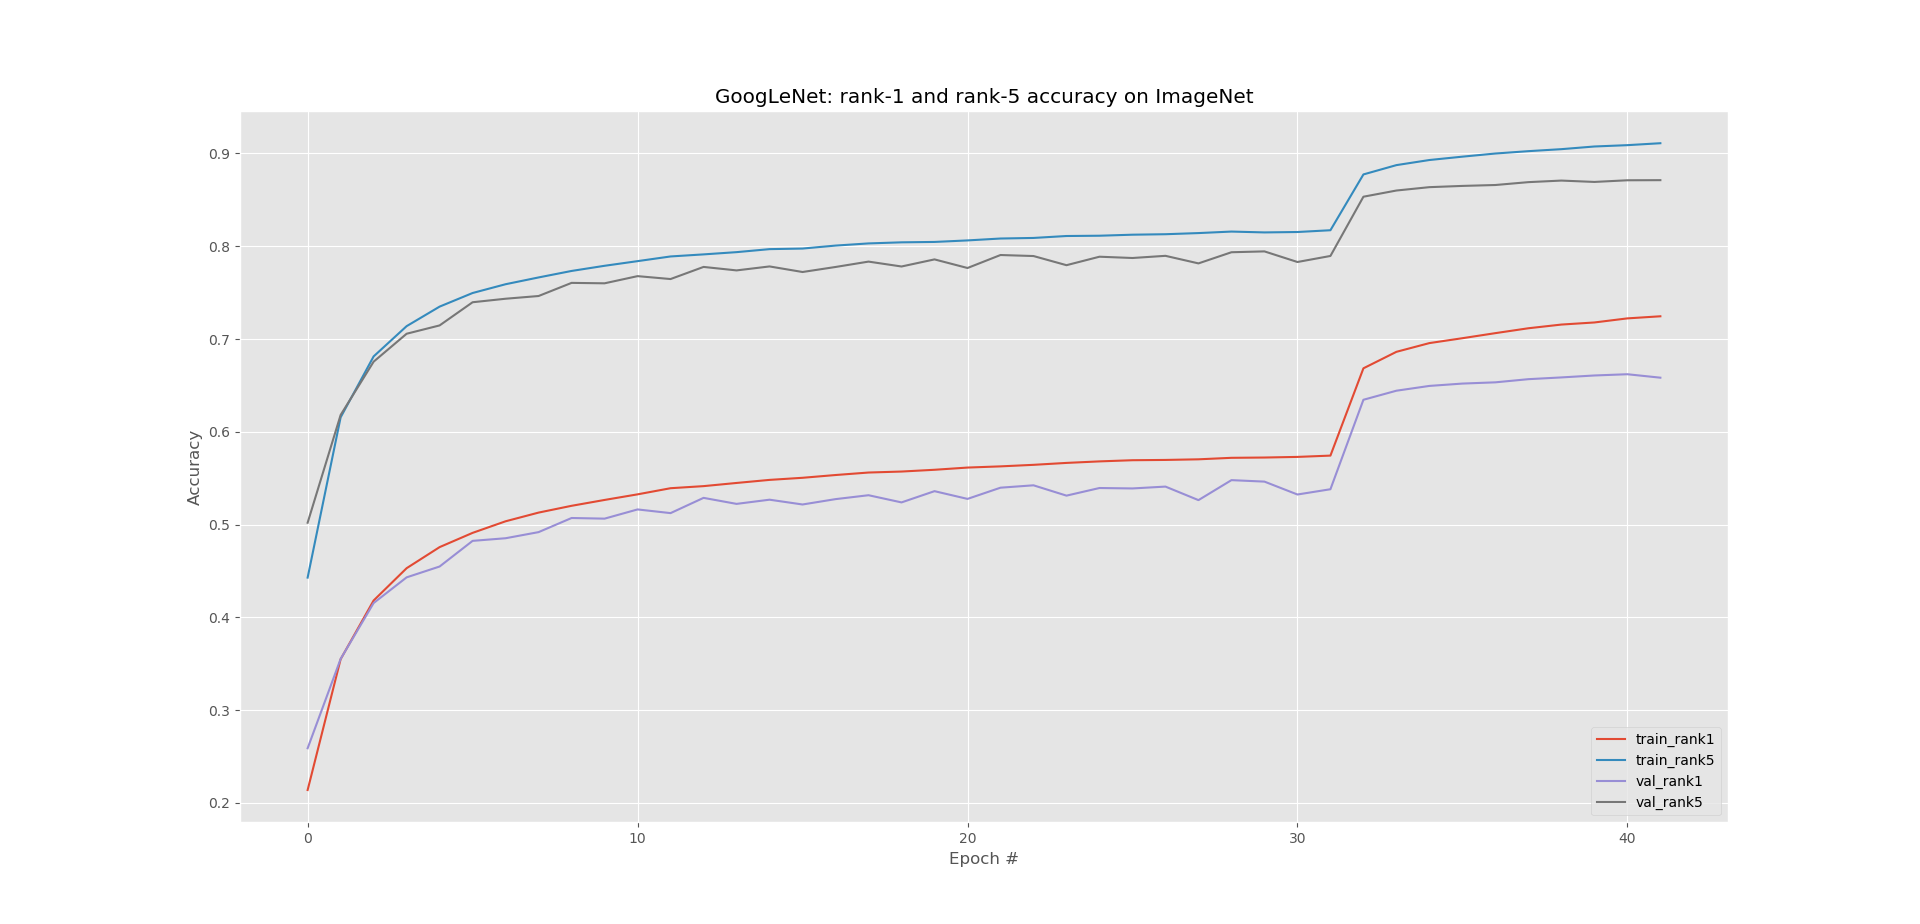 GoogLeNet: rank-1 and rank-5 accuracy on ImageNet
0.9
0.8
0.7
0.6
0.5
0.4
0.3
0.2
Accuracy
train_rank1
train_rank5
val_rank1
val_rank5
0 10 20 30 40
Epoch #